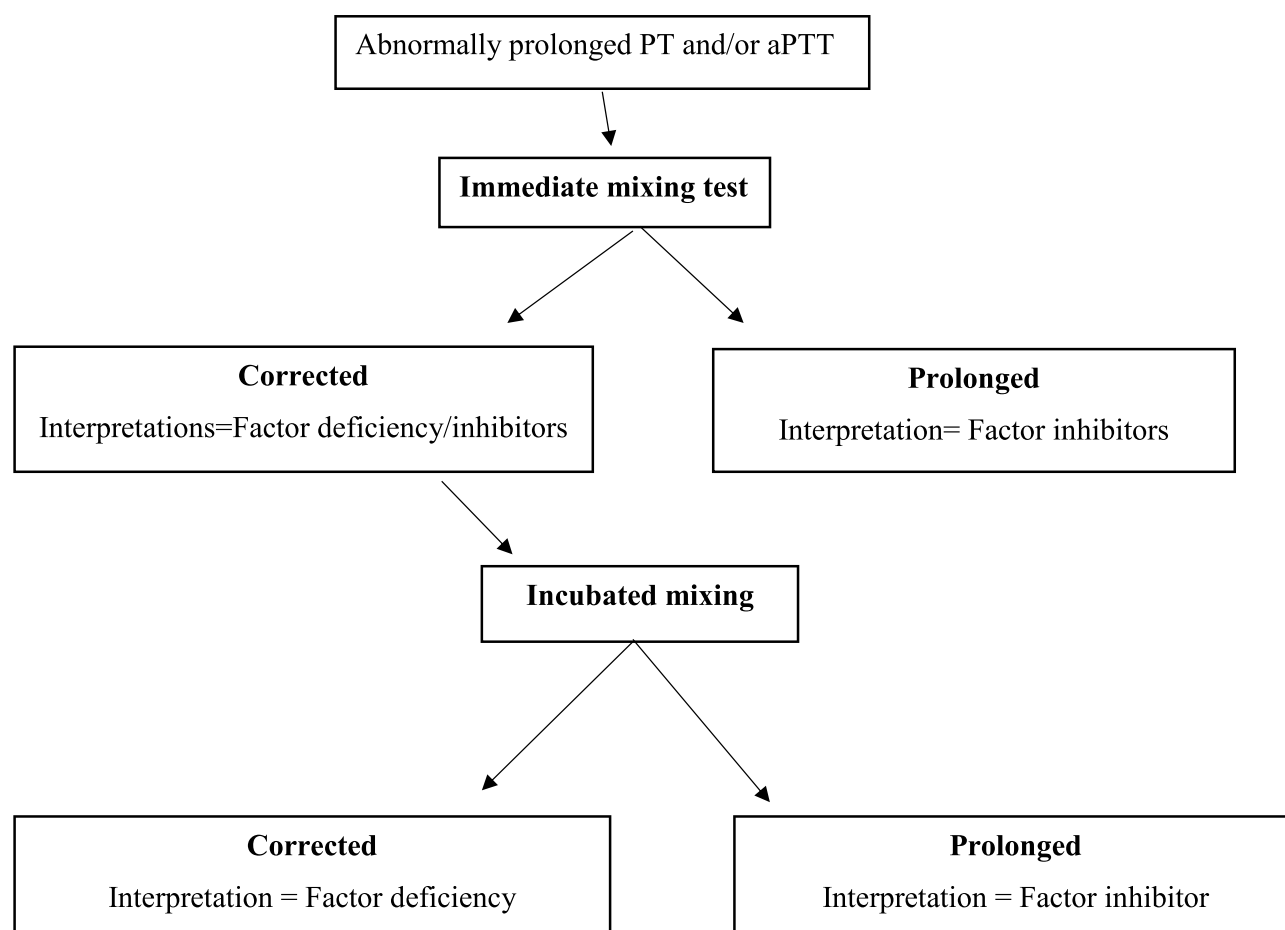 Abnormally prolonged PT and/or aPTT
Immediate mixing test
Corrected
Interpretations=Factor deficiency/inhibitors
Prolonged
Interpretation= Factor inhibitors
Incubated mixing
Corrected
Interpretation = Factor deficiency
Prolonged
Interpretation = Factor inhibitor